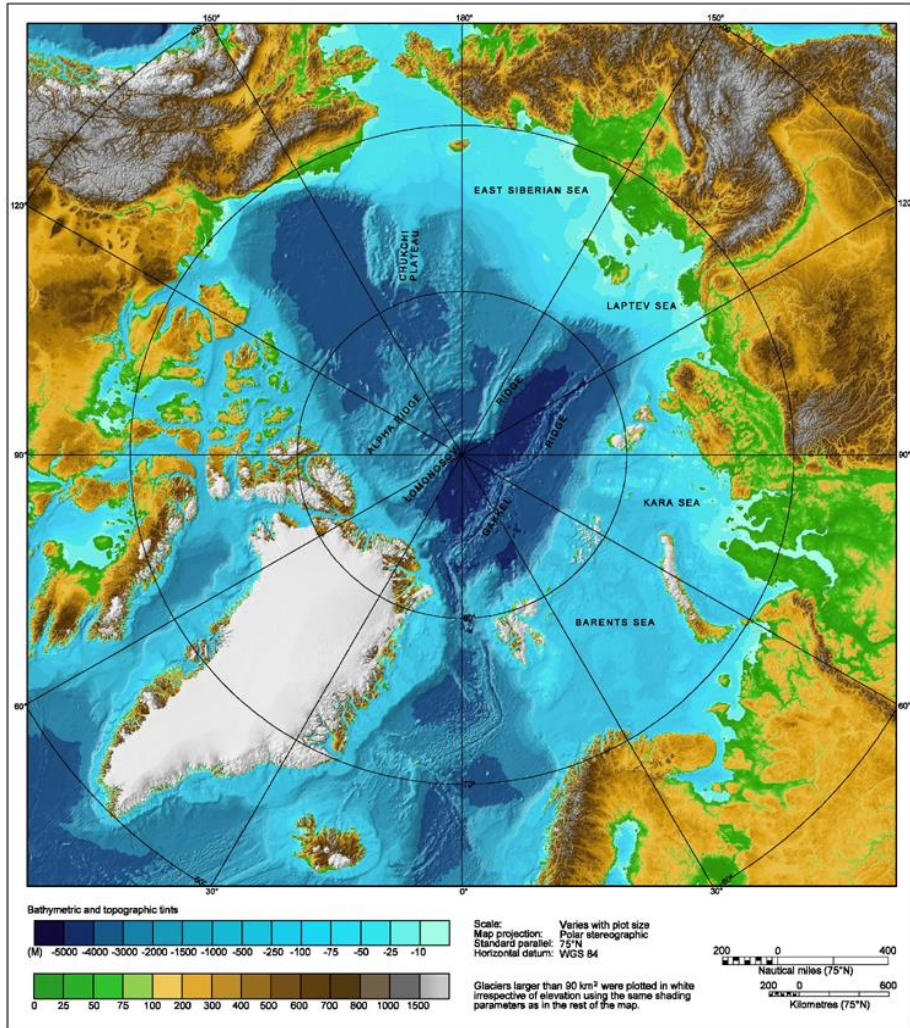 150° 180° 150°
EAST SIBERIAN SEA
120° 120°
CHUKCHI
PLATEAU
LAPTEV SEA
ALPHA RIDGE
RIDGE
RIDGE
LOMONOSOV
90° 90°
KARA SEA
GAKKEL
BARENTS SEA
60° 60°
70°
30° 0° 30°
Bathymetric and topographic tints
(M) -5000 -4000 -3000 -2000 -1500 -1000 -500 -250 -100 -75 -50 -25 -10
0 25 50 75 100 200 300 400 500 600 700 800 1000 1500
Scale: Varies with plot size
Map projection: Polar stereographic
Standard parallel: 75°N
Horizontal datum: WGS 84
Glaciers larger than 90 km² were plotted in white
irrespective of elevation using the same shading
parameters as in the rest of the map.
200 0 400
Nautical miles (75°N)
200 0 600
Kilometres (75°N)